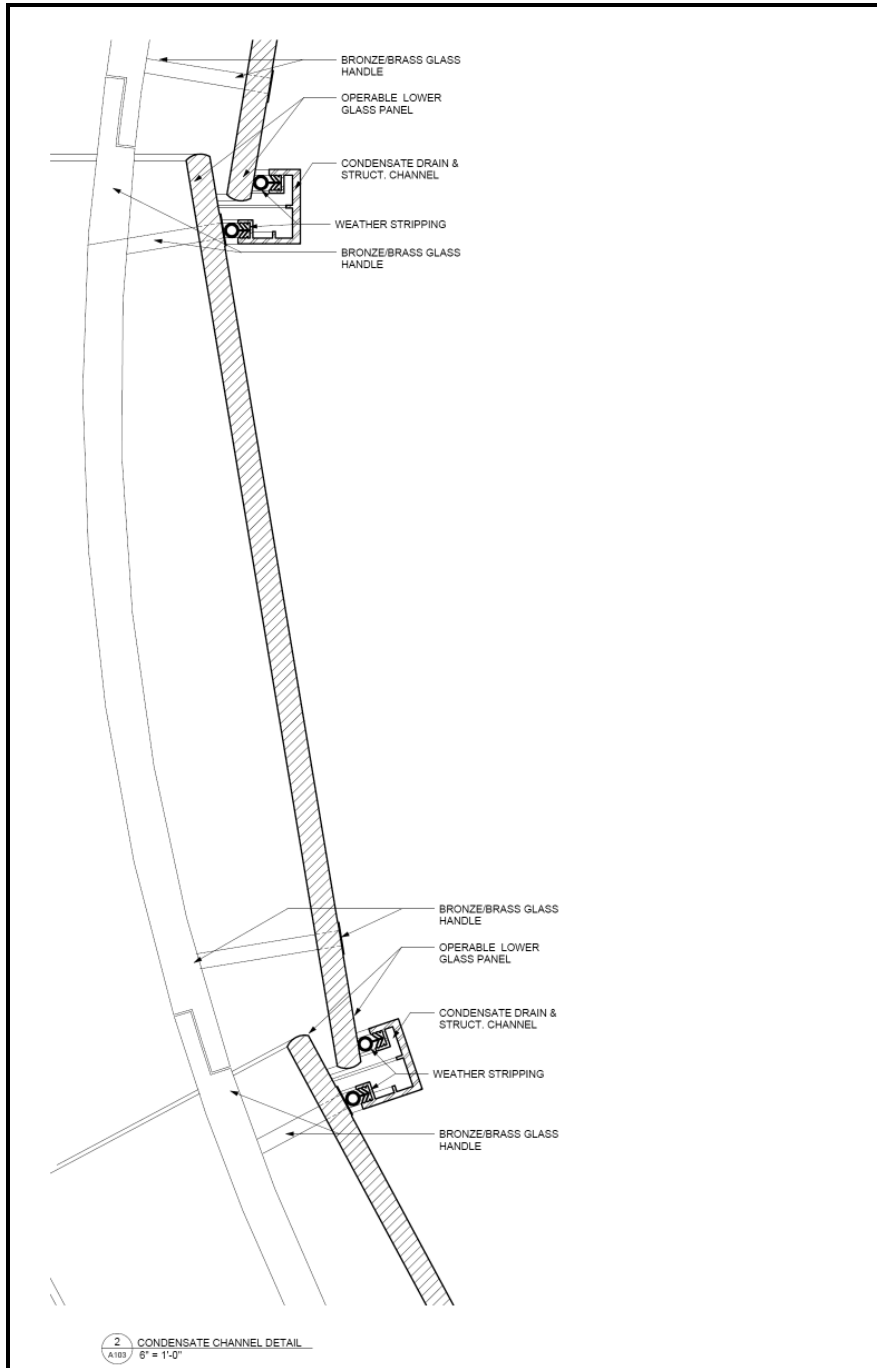 BRONZE/BRASS GLASS
HANDLE
OPERABLE LOWER
GLASS PANEL
CONDENSATE DRAIN &
STRUCT. CHANNEL
WEATHER STRIPPING
BRONZE/BRASS GLASS
HANDLE
BRONZE/BRASS GLASS
HANDLE
OPERABLE LOWER
GLASS PANEL
CONDENSATE DRAIN &
STRUCT. CHANNEL
WEATHER STRIPPING
BRONZE/BRASS GLASS
HANDLE
2 CONDENSATE CHANNEL DETAIL
A103 6" = 1'-0"